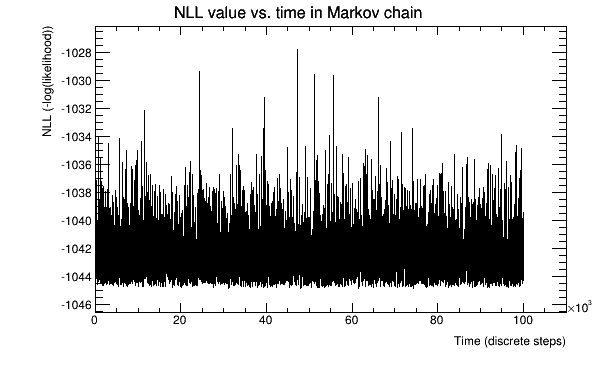 NLL value vs. time in Markov chain
NLL (-log(likelihood))
-1028
-1030
-1032
-1034
-1036
-1038
-1040
-1042
-1044
-1046
0 20 40 60 80 100
×10³
Time (discrete steps)